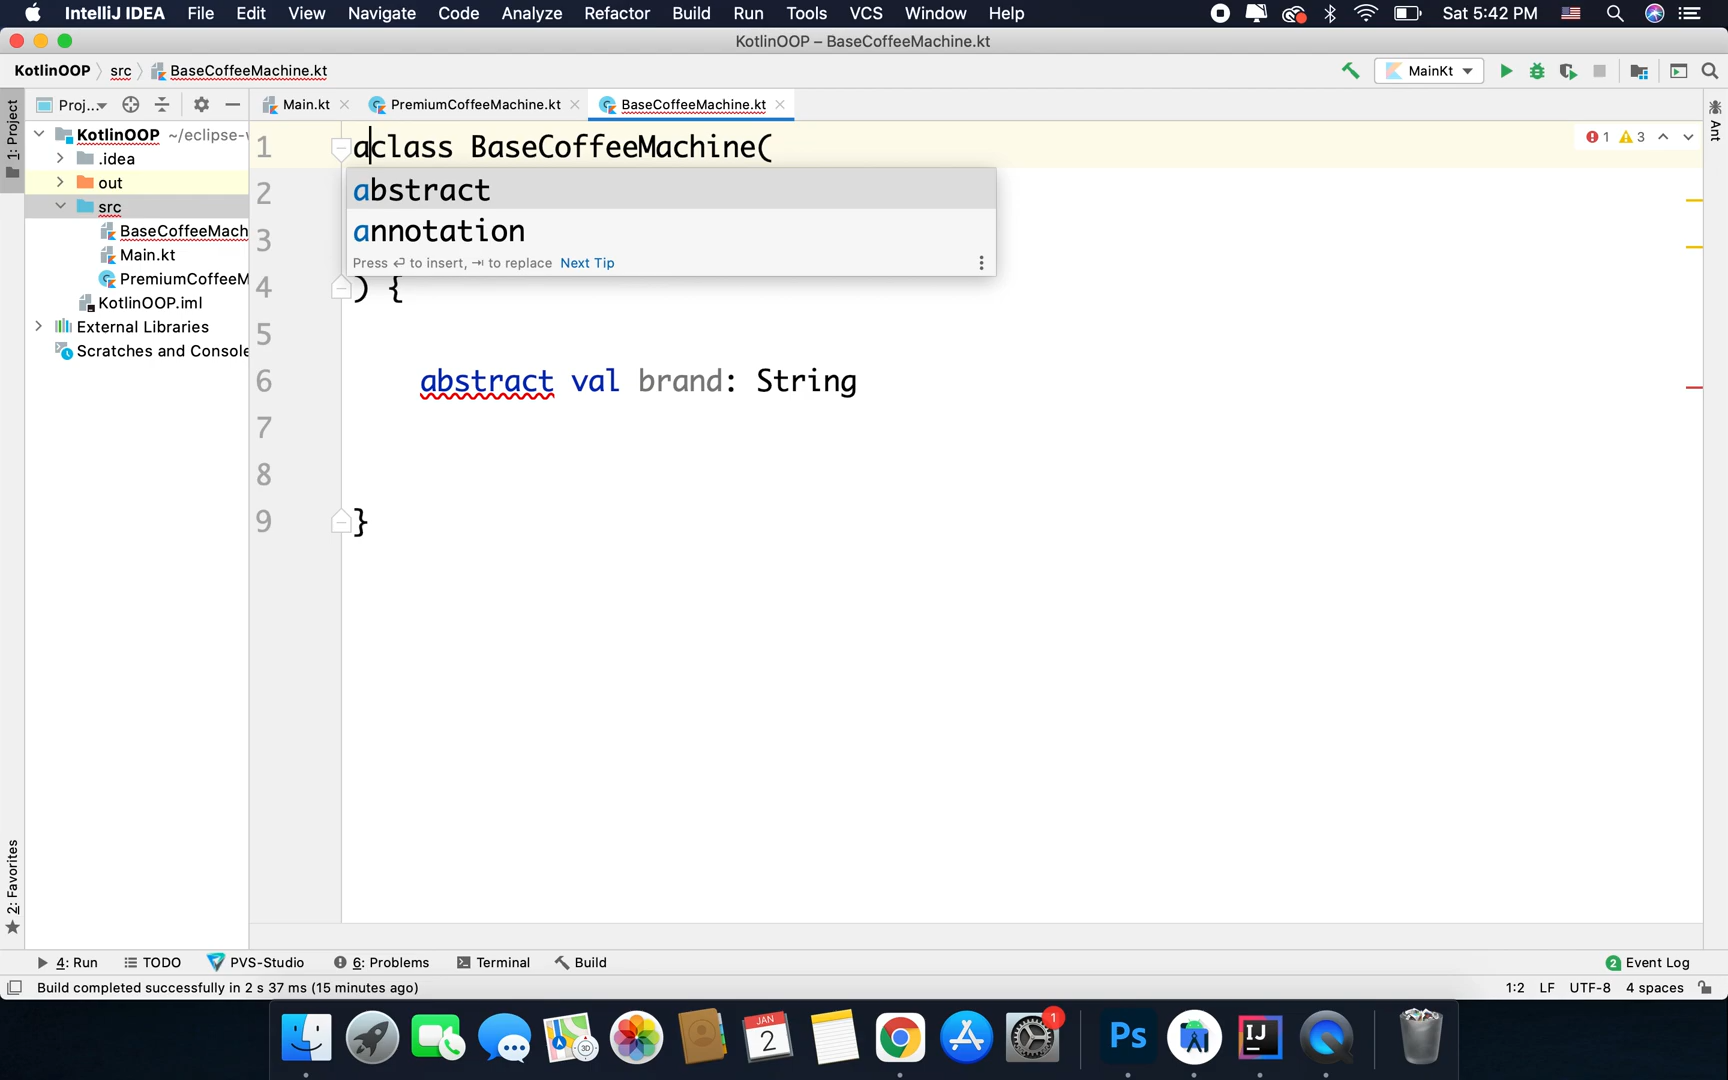 IntelliJ IDEA File Edit View Navigate Code Analyze Refactor Build Run Tools VCS Window Help Sat 5:42 PM
KotlinOOP – BaseCoffeeMachine.kt
KotlinOOP src BaseCoffeeMachine.kt MainKt
1: Project
Proj... Main.kt PremiumCoffeeMachine.kt BaseCoffeeMachine.kt
Ant
KotlinOOP ~/eclipse-
.idea
out
src
BaseCoffeeMach
Main.kt
PremiumCoffeeM
KotlinOOP.iml
External Libraries
Scratches and Console
1 aclass BaseCoffeeMachine(
1 3
2
abstract
3
annotation
Press ↵ to insert, ⇥ to replace Next Tip
4 ) {
5
6 abstract val brand: String
7
8
9 }
2: Favorites
4: Run TODO PVS-Studio 6: Problems Terminal Build 2 Event Log
Build completed successfully in 2 s 37 ms (15 minutes ago) 1:2 LF UTF-8 4 spaces
JAN
2
3D
1
Ps
IJ